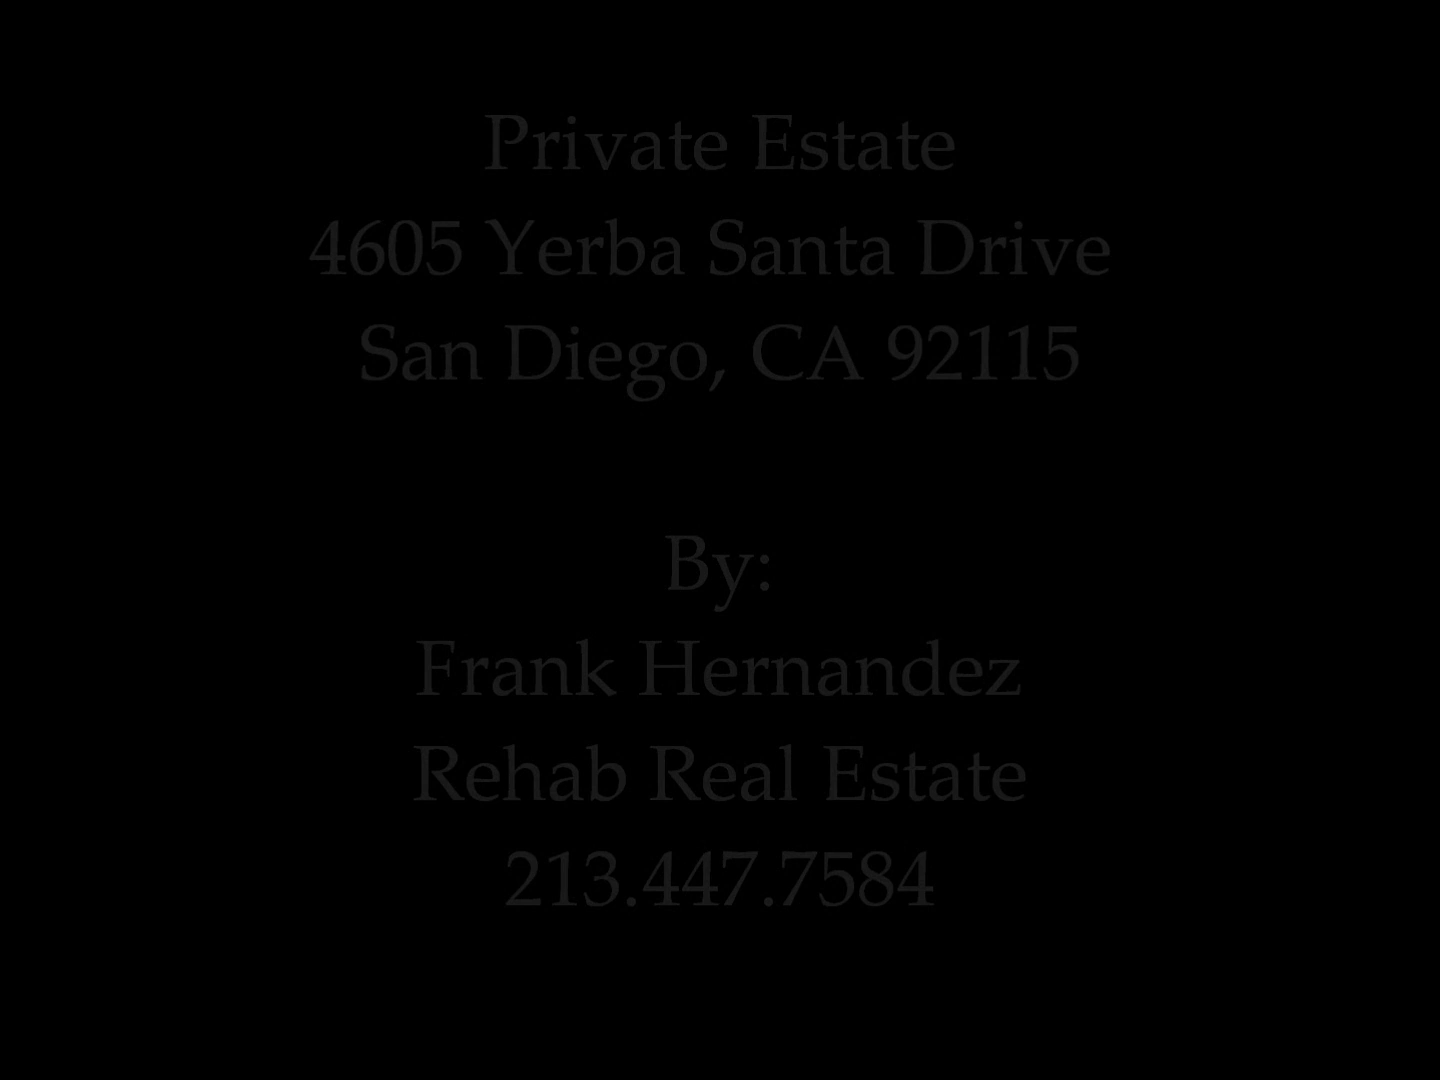 Private Estate
4605 Yerba Santa Drive
San Diego, CA 92115
By:
Frank Hernandez
Rehab Real Estate
213.447.7584